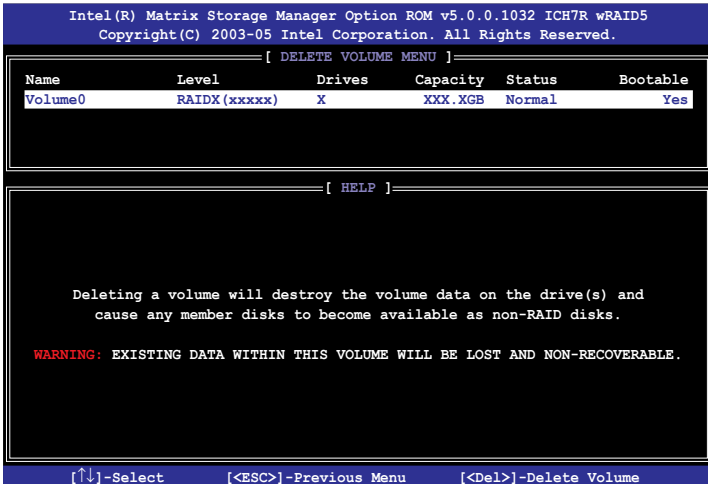 Intel(R) Matrix Storage Manager Option ROM v5.0.0.1032 ICH7R wRAID5
Copyright(C) 2003-05 Intel Corporation. All Rights Reserved.
[ DELETE VOLUME MENU ]
Name Level Drives Capacity Status Bootable
Volume0 RAIDX(xxxxx) X XXX.XGB Normal Yes
[ HELP ]
Deleting a volume will destroy the volume data on the drive(s) and
cause any member disks to become available as non-RAID disks.
WARNING: EXISTING DATA WITHIN THIS VOLUME WILL BE LOST AND NON-RECOVERABLE.
[↑↓]-Select [<ESC>]-Previous Menu [<Del>]-Delete Volume